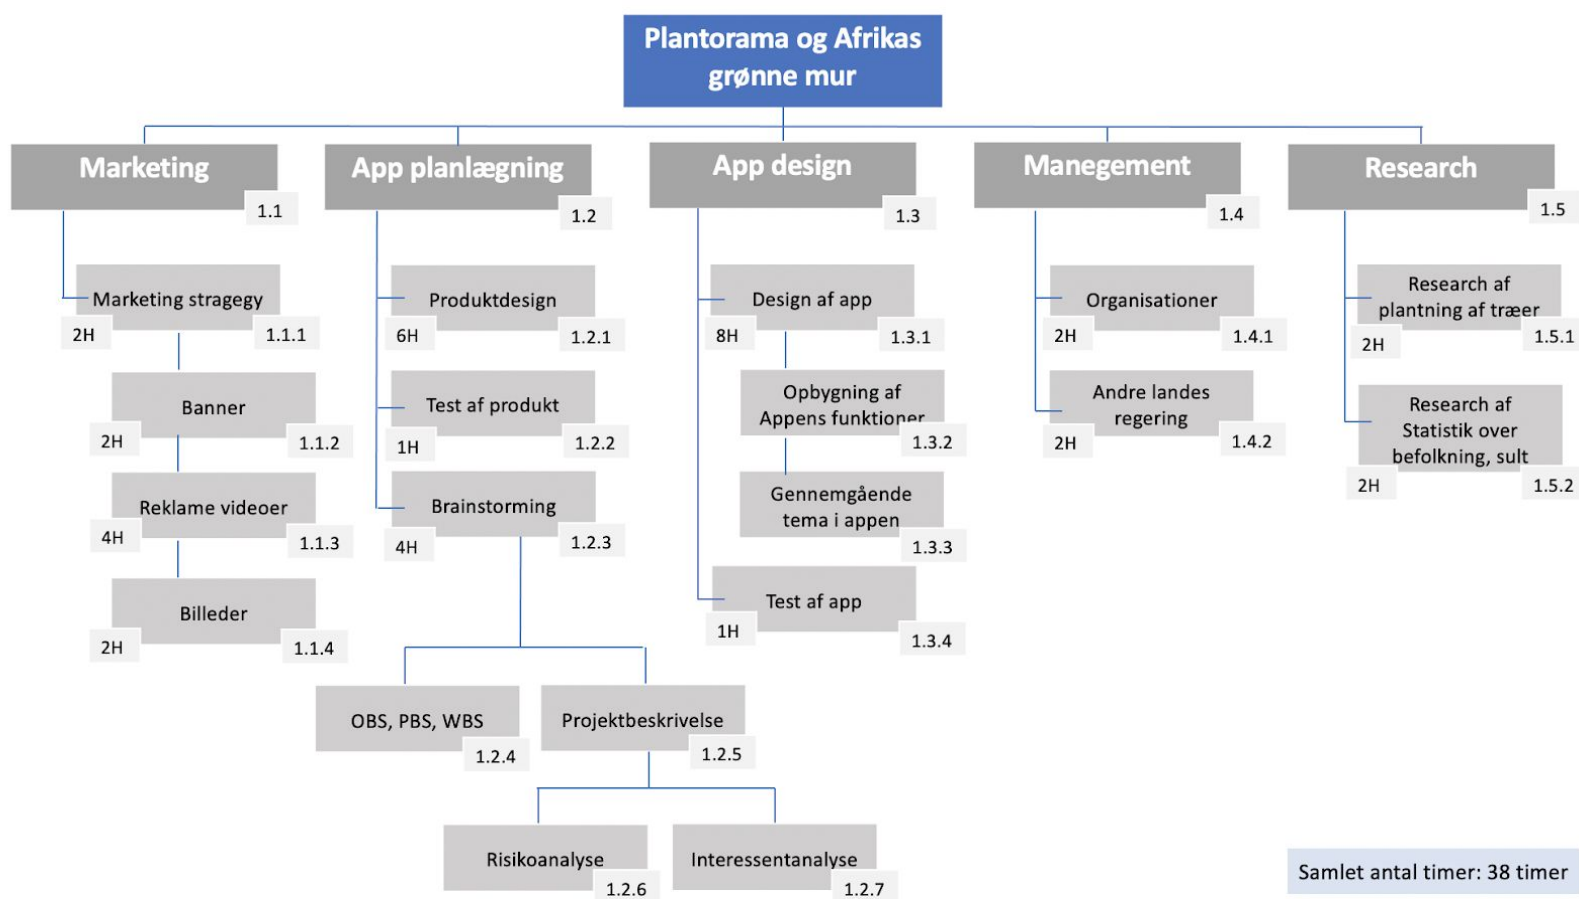 Plantorama og Afrikas
grønne mur
Marketing
1.1
App planlægning
1.2
App design
1.3
Manegement
1.4
Research
1.5
Marketing stragegy
2H
1.1.1
Banner
2H
1.1.2
Reklame videoer
4H
1.1.3
Billeder
2H
1.1.4
Produktdesign
6H
1.2.1
Test af produkt
1H
1.2.2
Brainstorming
4H
1.2.3
OBS, PBS, WBS
1.2.4
Projektbeskrivelse
1.2.5
Risikoanalyse
1.2.6
Interessentanalyse
1.2.7
Design af app
8H
1.3.1
Opbygning af
Appens funktioner
1.3.2
Gennemgående
tema i appen
1.3.3
Test af app
1H
1.3.4
Organisationer
2H
1.4.1
Andre landes
regering
2H
1.4.2
Research af
plantning af træer
2H
1.5.1
Research af
Statistik over
befolkning, sult
2H
1.5.2
Samlet antal timer: 38 timer